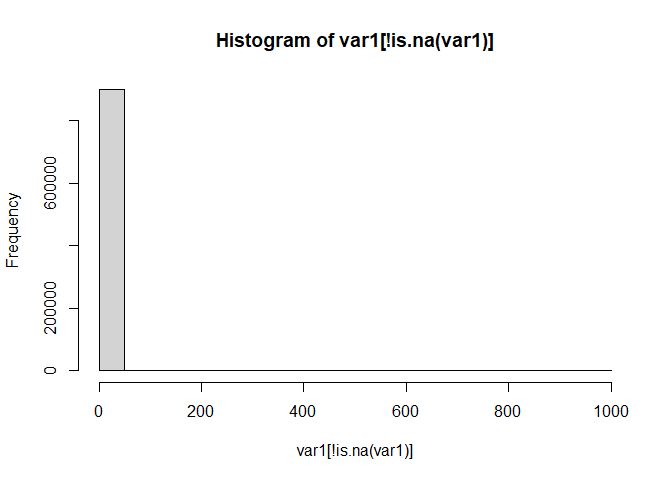 Histogram of var1[!is.na(var1)]
Frequency
600000
200000
0
0 200 400 600 800 1000
var1[!is.na(var1)]